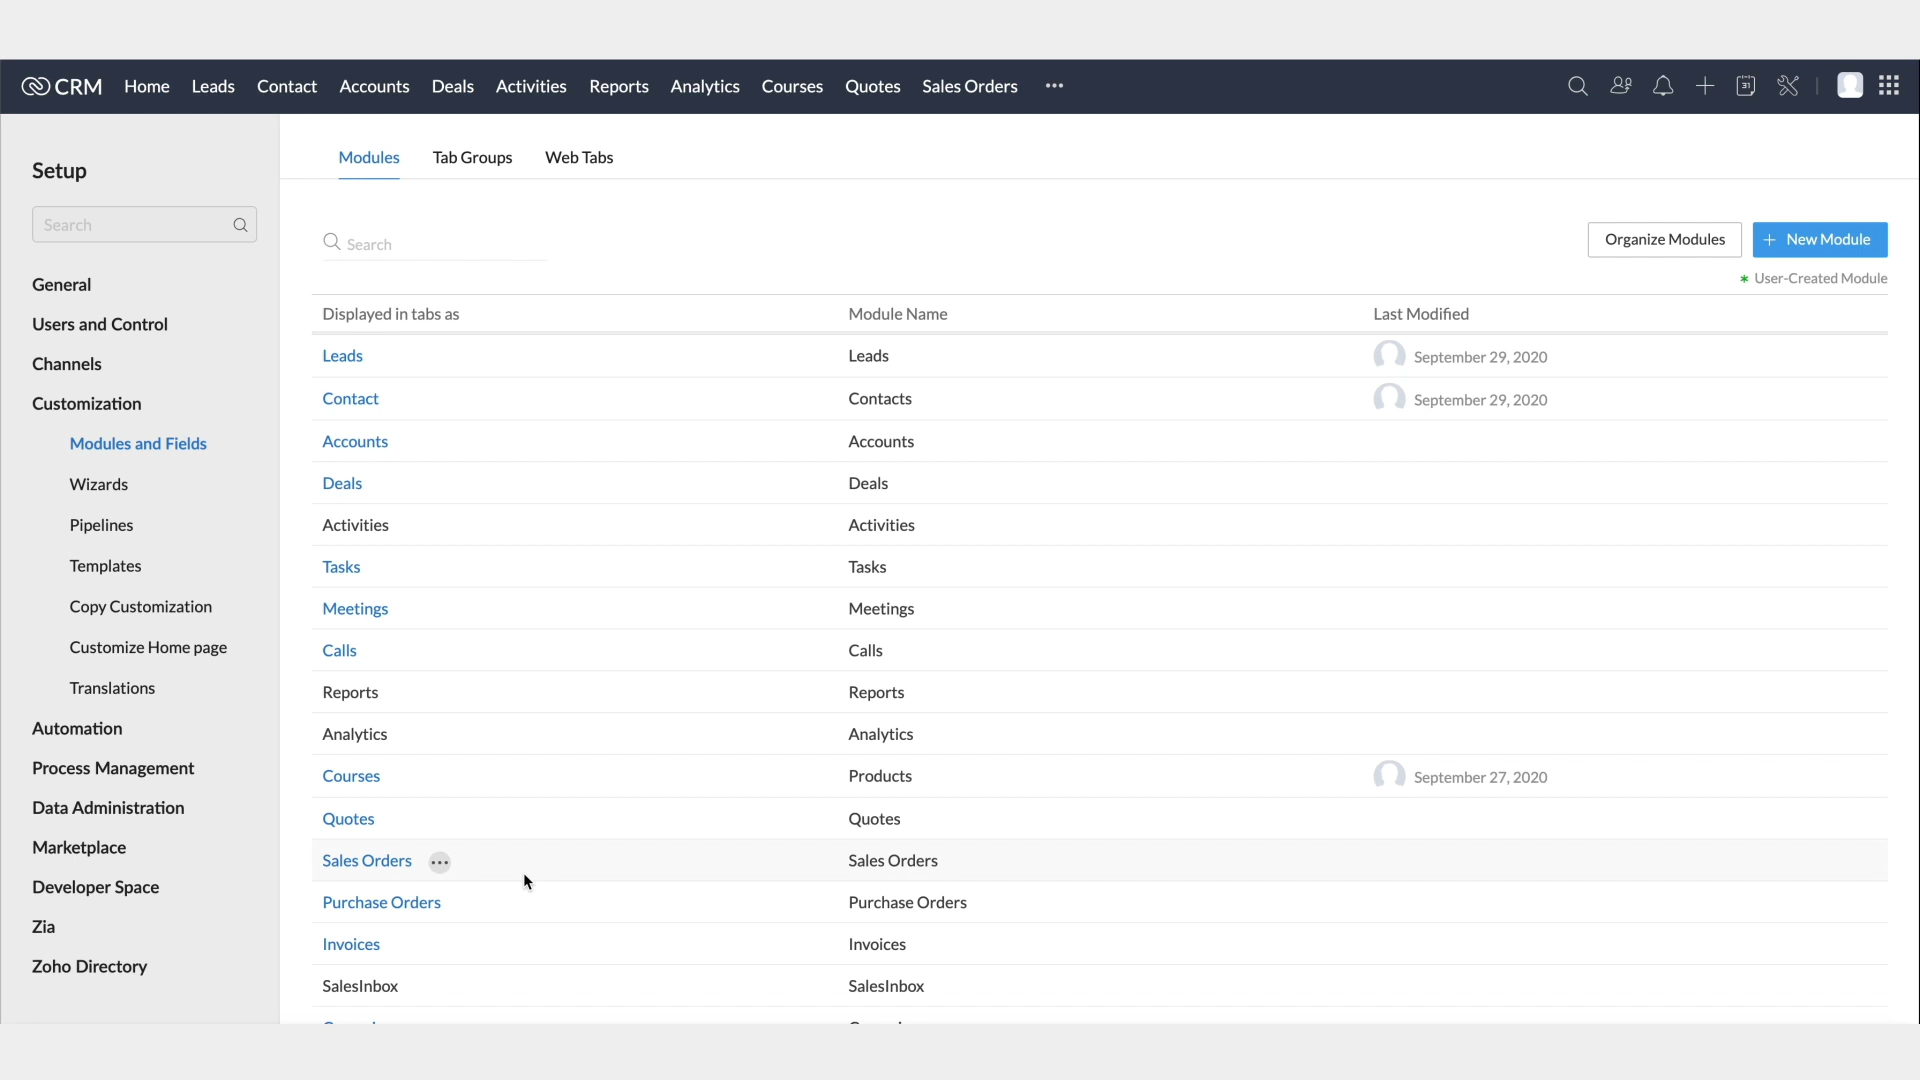 CRM Home Leads Contact Accounts Deals Activities Reports Analytics Courses Quotes Sales Orders ••• 31
Setup
Search
General
Users and Control
Channels
Customization
Modules and Fields
Wizards
Pipelines
Templates
Copy Customization
Customize Home page
Translations
Automation
Process Management
Data Administration
Marketplace
Developer Space
Zia
Zoho Directory
Modules Tab Groups Web Tabs
Search
Organize Modules + New Module
* User-Created Module
Displayed in tabs as Module Name Last Modified
Leads Leads September 29, 2020
Contact Contacts September 29, 2020
Accounts Accounts
Deals Deals
Activities Activities
Tasks Tasks
Meetings Meetings
Calls Calls
Reports Reports
Analytics Analytics
Courses Products September 27, 2020
Quotes Quotes
Sales Orders ••• Sales Orders
Purchase Orders Purchase Orders
Invoices Invoices
SalesInbox SalesInbox